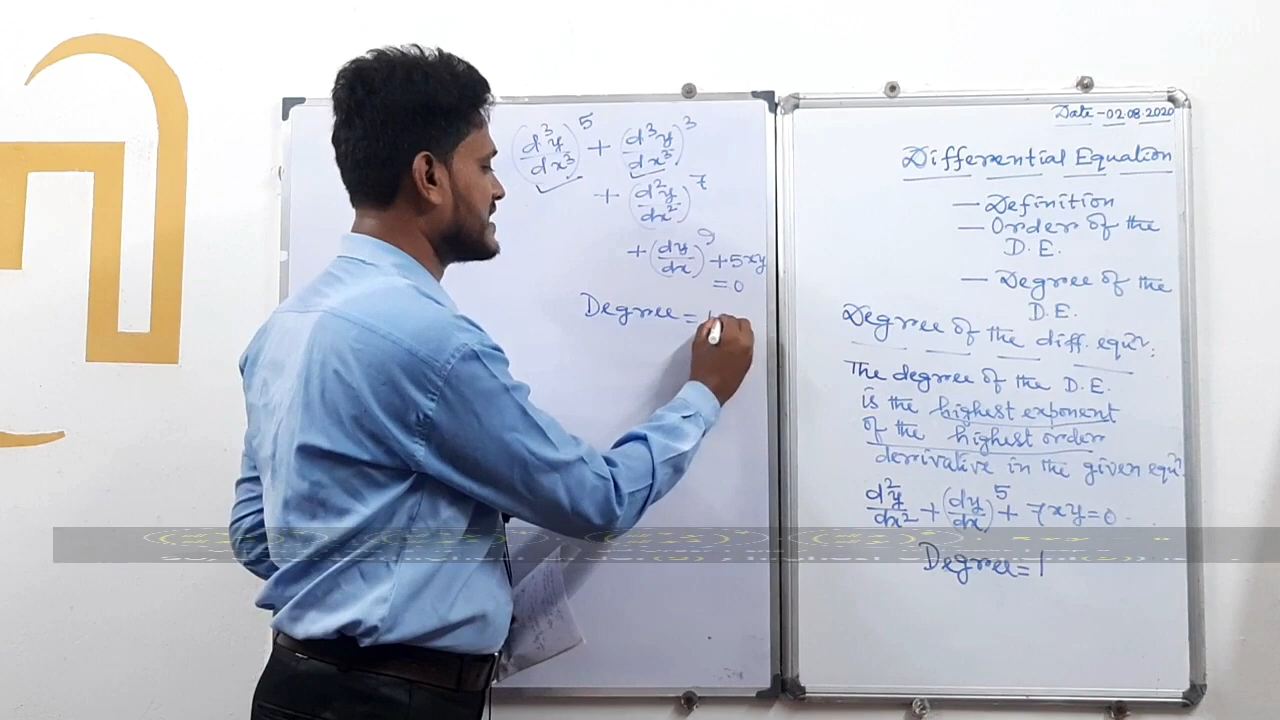 (d³y/dx³)⁵ + (d³y/dx³)³
+ (d²y/dx²)⁷
+ (dy/dx)⁹ + 5xy
= 0
Degree =
Date - 02.08.2020
Differential Equation
— Definition
— Order of the
D.E.
— Degree of the
D.E.
Degree of the diff. equⁿ:
The degree of the D.E.
is the highest exponent
of the highest order
derivative in the given equⁿ
d²y/dx² + (dy/dx)⁵ + 7xy = 0
Degree = 1